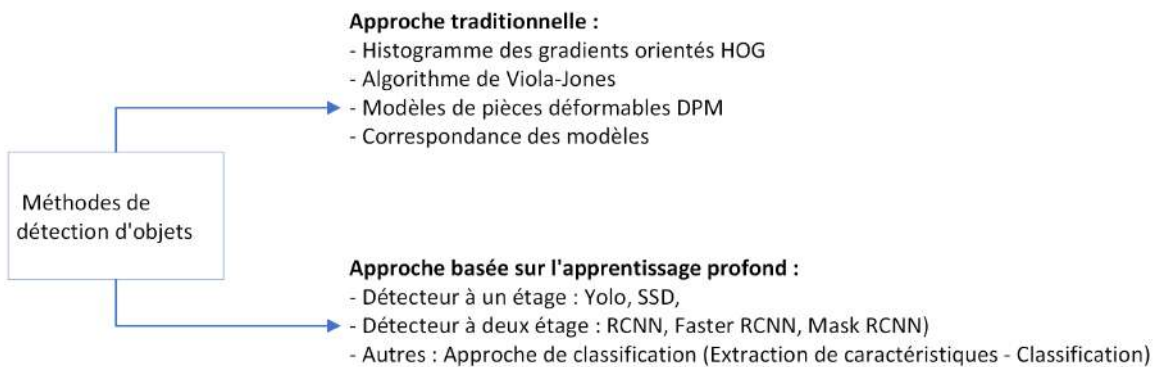 Approche traditionnelle :
- Histogramme des gradients orientés HOG
- Algorithme de Viola-Jones
- Modèles de pièces déformables DPM
- Correspondance des modèles
Méthodes de
détection d'objets
Approche basée sur l'apprentissage profond :
- Détecteur à un étage : Yolo, SSD,
- Détecteur à deux étage : RCNN, Faster RCNN, Mask RCNN)
- Autres : Approche de classification (Extraction de caractéristiques - Classification)